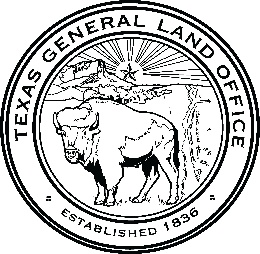 TEXAS GENERAL LAND OFFICE
ESTABLISHED 1836